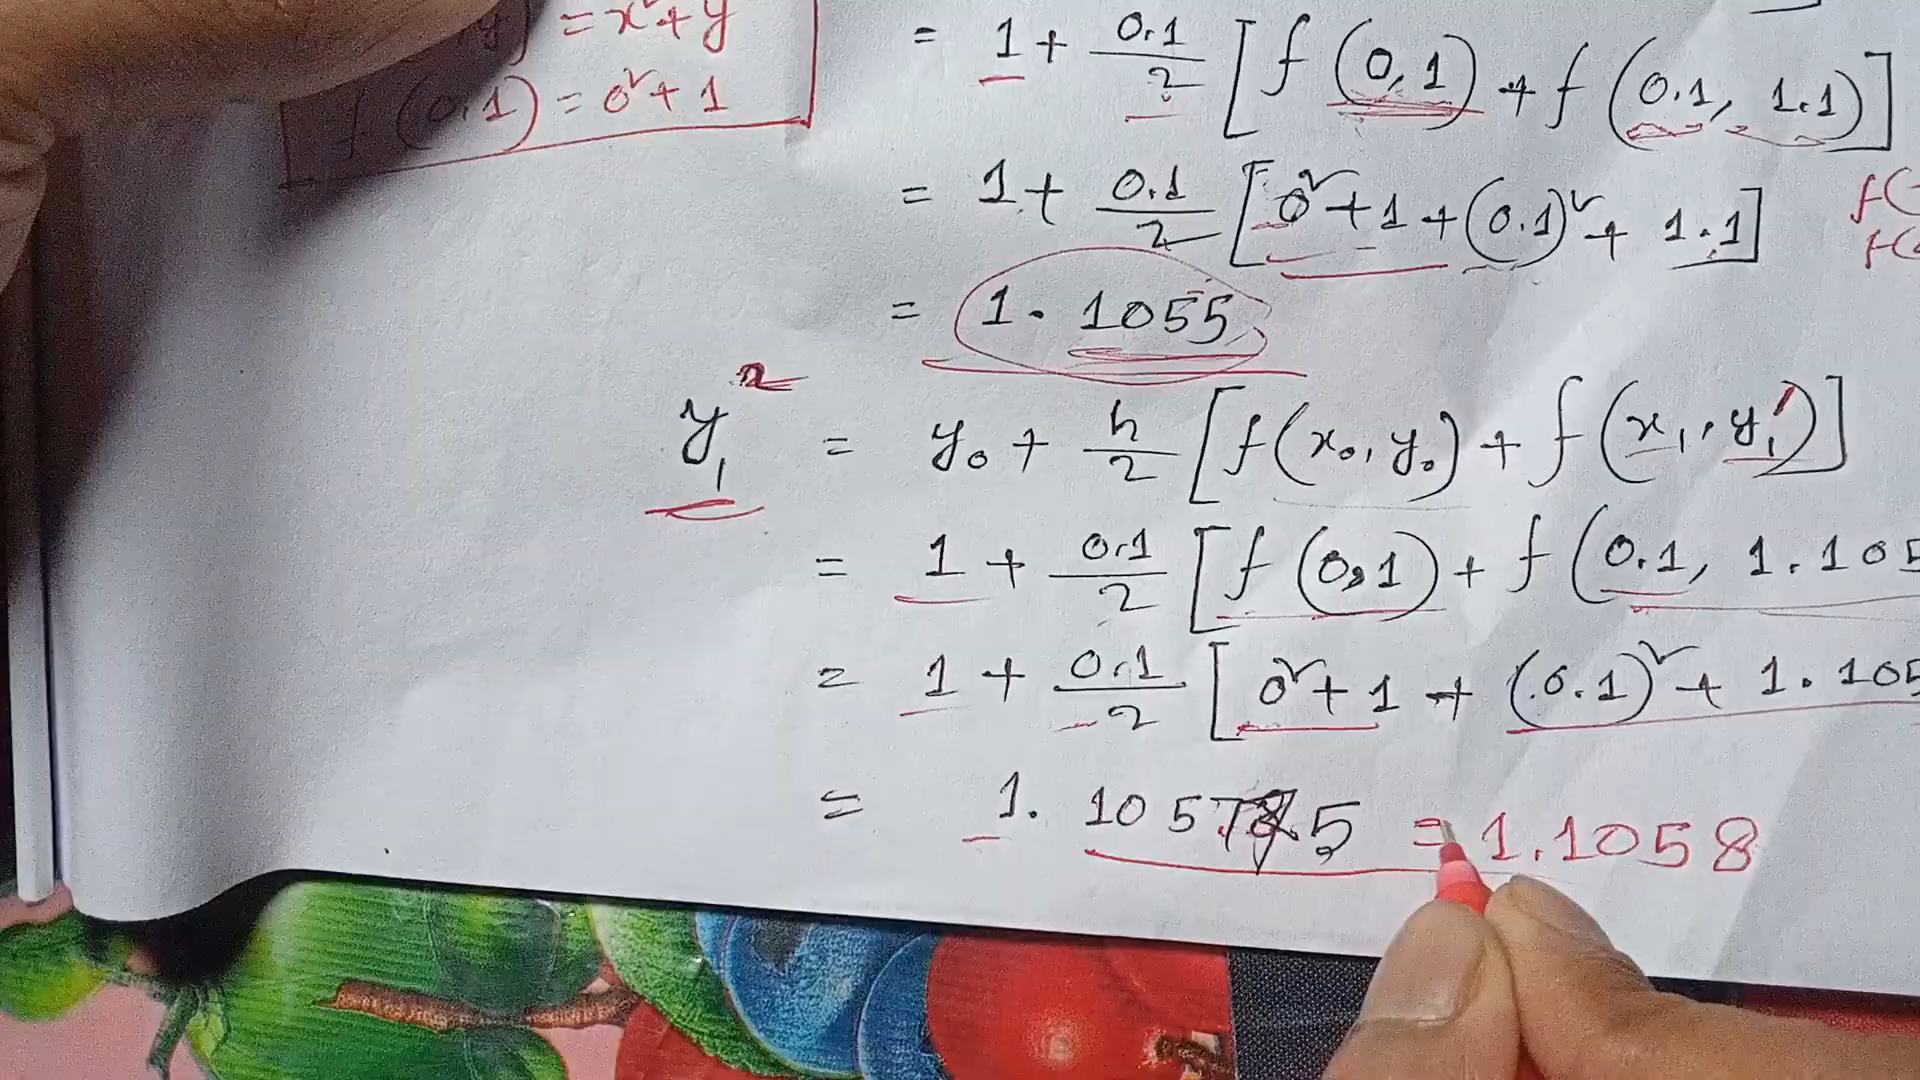 y) = x² + y
f(0,1) = 0² + 1
= 1 + 0.1/2 [f(0,1) + f(0.1, 1.1)]
= 1 + 0.1/2 [0² + 1 + (0.1)² + 1.1]
f(
f(
= 1.1055
y₁² = y₀ + h/2 [f(x₀, y₀) + f(x₁, y₁')]
= 1 + 0.1/2 [f(0,1) + f(0.1, 1.105
= 1 + 0.1/2 [0² + 1 + (0.1)² + 1.105
= 1.10575 = 1.1058